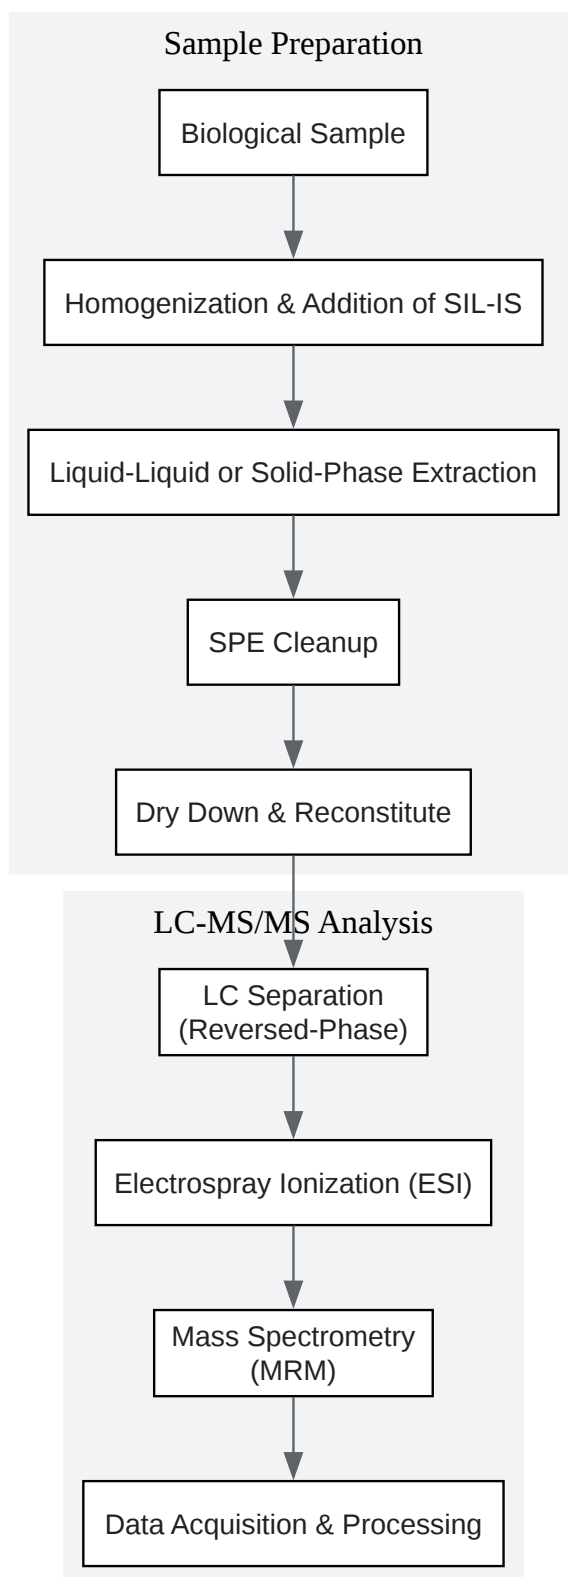 Sample Preparation
Biological Sample
Homogenization & Addition of SIL-IS
Liquid-Liquid or Solid-Phase Extraction
SPE Cleanup
Dry Down & Reconstitute
LC-MS/MS Analysis
LC Separation
(Reversed-Phase)
Electrospray Ionization (ESI)
Mass Spectrometry
(MRM)
Data Acquisition & Processing